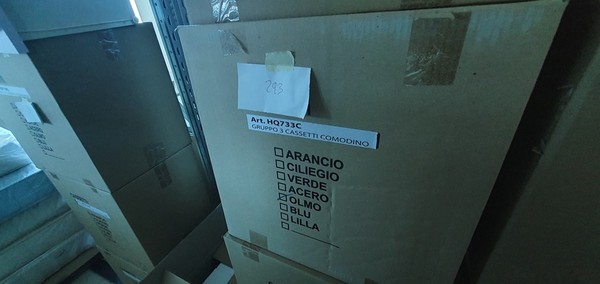 293
Art. HQ733C
GRUPPO 3 CASSETTI COMODINO
ARANCIO
CILIEGIO
VERDE
ACERO
OLMO
BLU
LILLA